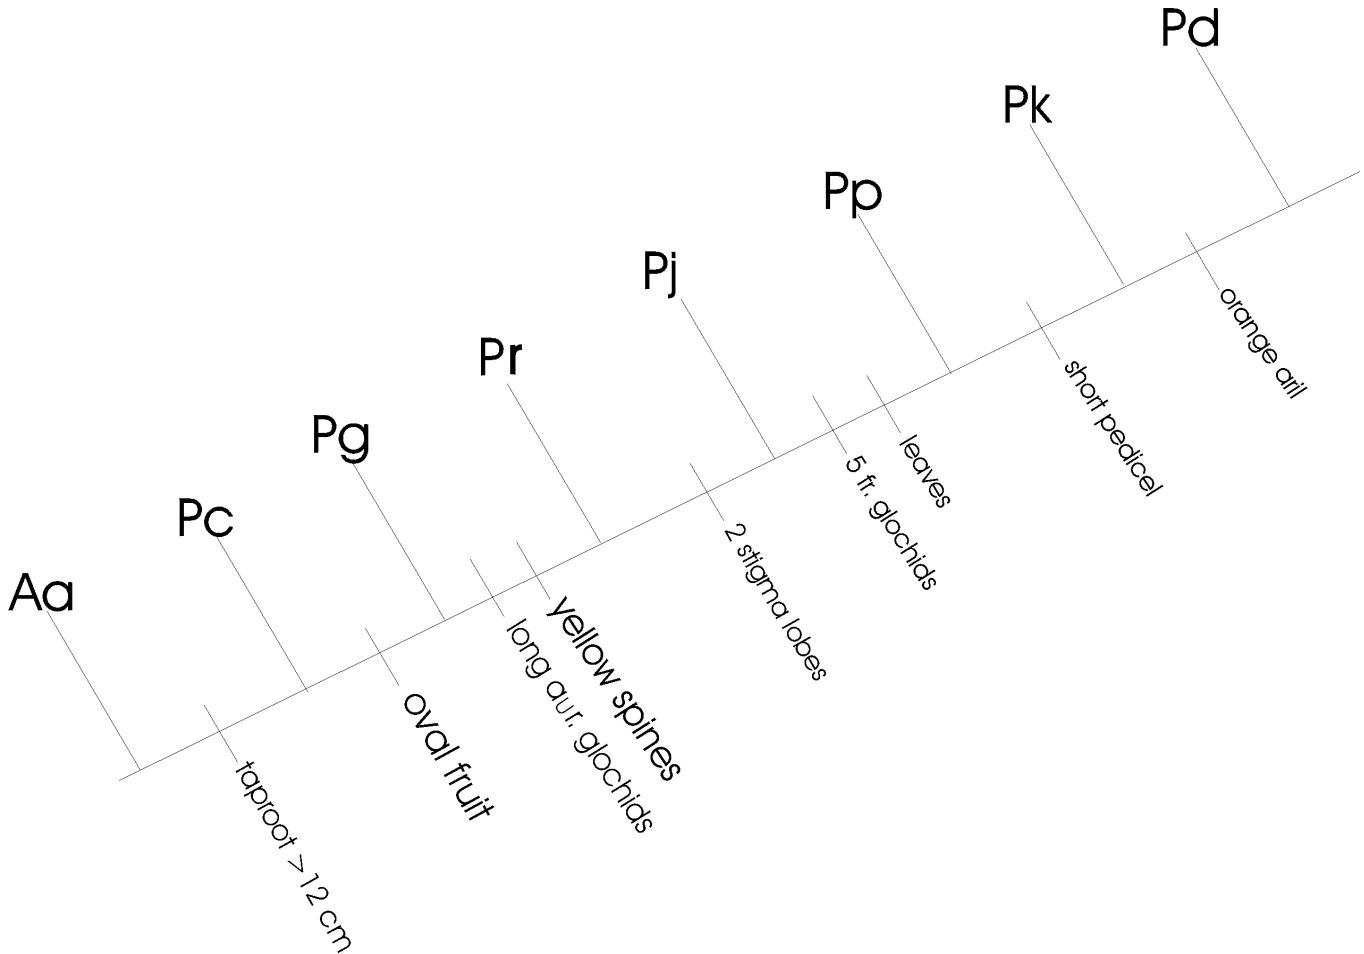 Aa
Pc
Pg
Pr
Pj
Pp
Pk
Pd
taproot >12 cm
oval fruit
long aur. glochids
yellow spines
2 stigma lobes
5 fr. glochids
leaves
short pedicel
orange aril